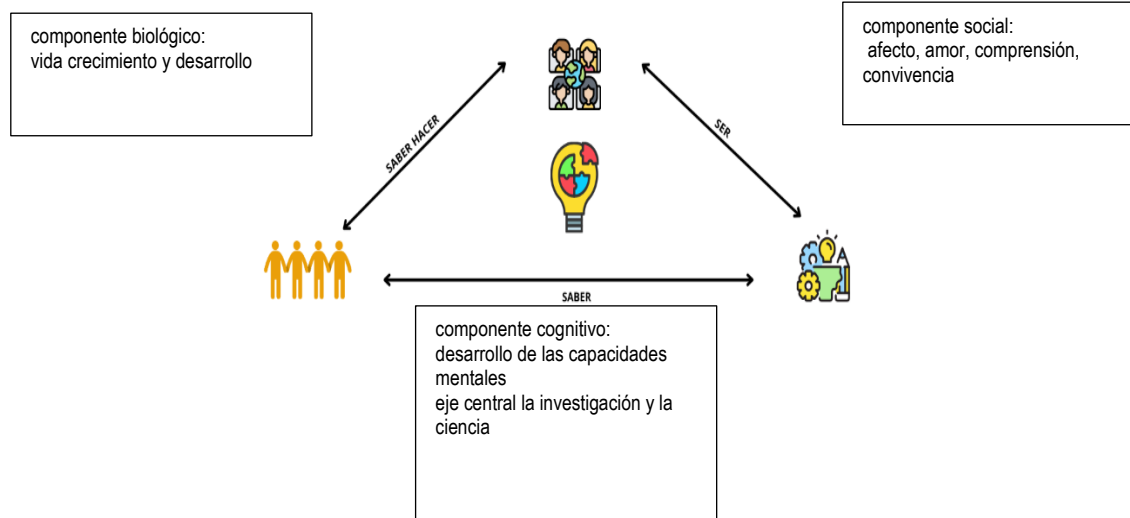 componente biológico:
vida crecimiento y desarrollo
componente social:
afecto, amor, comprensión,
convivencia
SABER HACER
SER
SABER
componente cognitivo:
desarrollo de las capacidades
mentales
eje central la investigación y la
ciencia